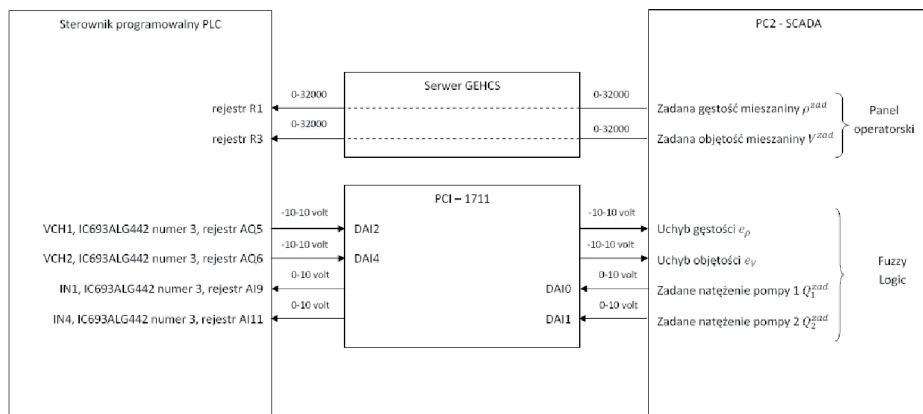 Sterownik programowalny PLC
PC2 - SCADA
Serwer GEHCS
0-32000
0-32000
rejestr R1
Zadana gęstość mieszaniny ρ^zad
0-32000
0-32000
rejestr R3
Zadana objętość mieszaniny V^zad
Panel
operatorski
PCI – 1711
-10-10 volt
-10-10 volt
VCH1, IC693ALG442 numer 3, rejestr AQ5
DAI2
Uchyb gęstości e_ρ
-10-10 volt
-10-10 volt
VCH2, IC693ALG442 numer 3, rejestr AQ6
DAI4
Uchyb objętości e_V
0-10 volt
0-10 volt
IN1, IC693ALG442 numer 3, rejestr AI9
DAI0
Zadane natężenie pompy 1 Q_1^zad
0-10 volt
0-10 volt
IN4, IC693ALG442 numer 3, rejestr AI11
DAI1
Zadane natężenie pompy 2 Q_2^zad
Fuzzy
Logic